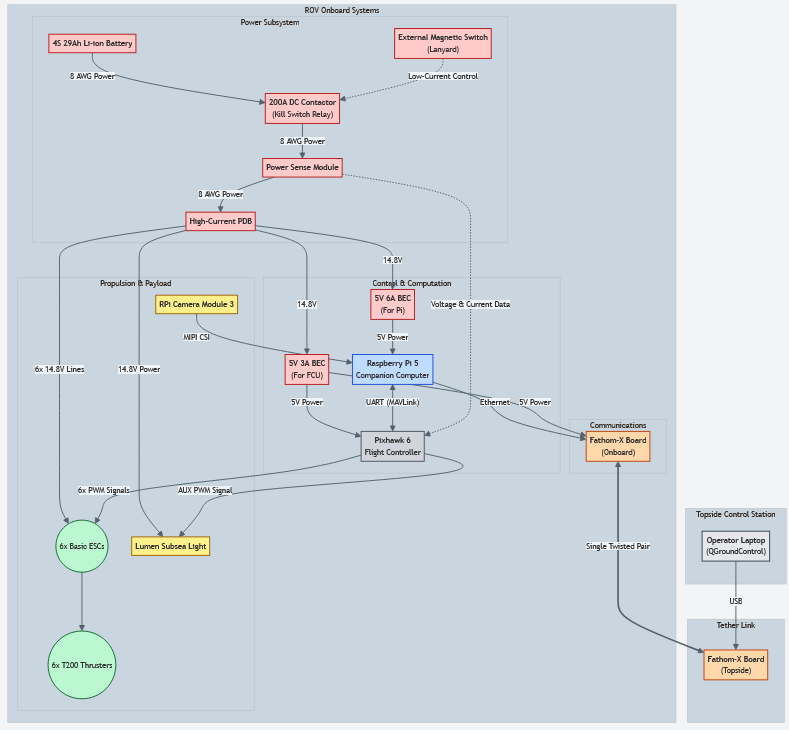 ROV Onboard Systems
Power Subsystem
4S 29Ah Li-ion Battery
External Magnetic Switch
(Lanyard)
8 AWG Power
Low-Current Control
200A DC Contactor
(Kill Switch Relay)
8 AWG Power
Power Sense Module
8 AWG Power
High-Current PDB
14.8V
Propulsion & Payload
Control & Computation
RPi Camera Module 3
5V 6A BEC
(For Pi)
14.8V
Voltage & Current Data
MIPI CSI
5V Power
6x 14.8V Lines
14.8V Power
5V 3A BEC
(For FCU)
Raspberry Pi 5
Companion Computer
5V Power
UART (MAVLink)
Ethernet
5V Power
Communications
Pixhawk 6
Flight Controller
Fathom-X Board
(Onboard)
6x PWM Signals
AUX PWM Signal
Topside Control Station
6x Basic ESCs
Lumen Subsea Light
Single Twisted Pair
Operator Laptop
(QGroundControl)
USB
Tether Link
6x T200 Thrusters
Fathom-X Board
(Topside)